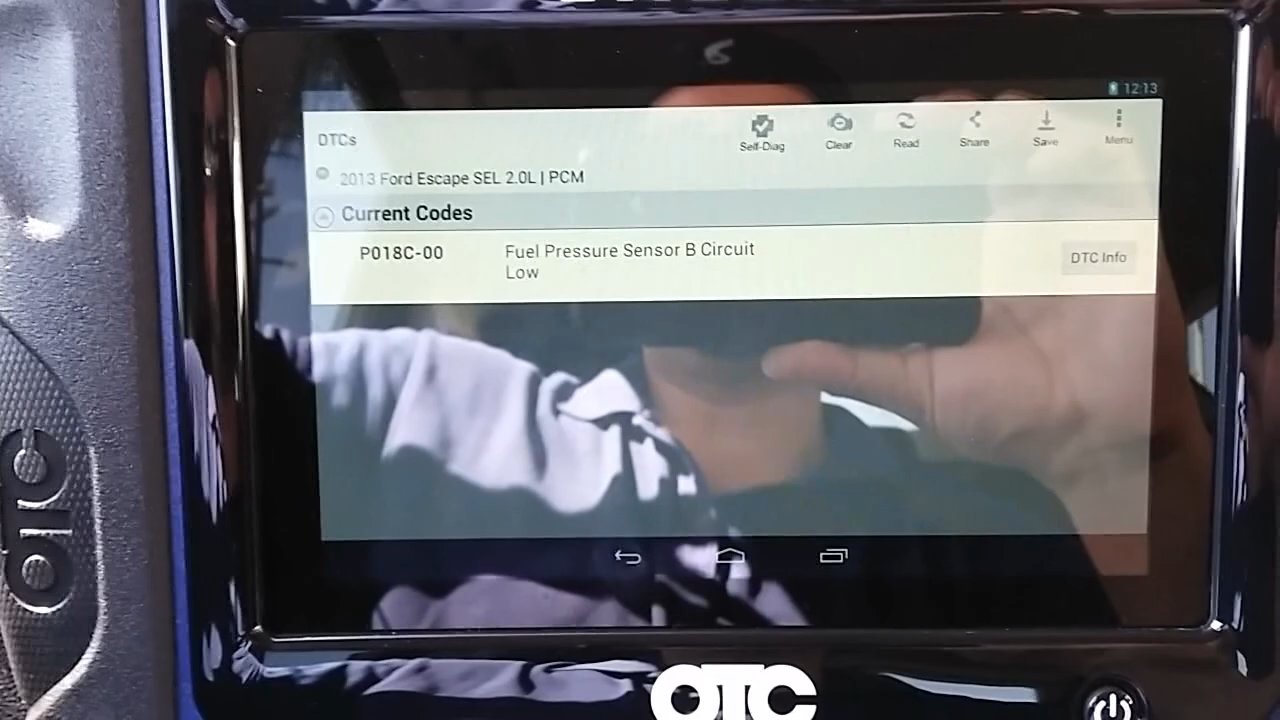 12:13
DTCs
Self-Diag
Clear
Read
Share
Save
Menu
2013 Ford Escape SEL 2.0L | PCM
Current Codes
P018C-00
Fuel Pressure Sensor B Circuit
Low
DTC Info
OTC
OTC